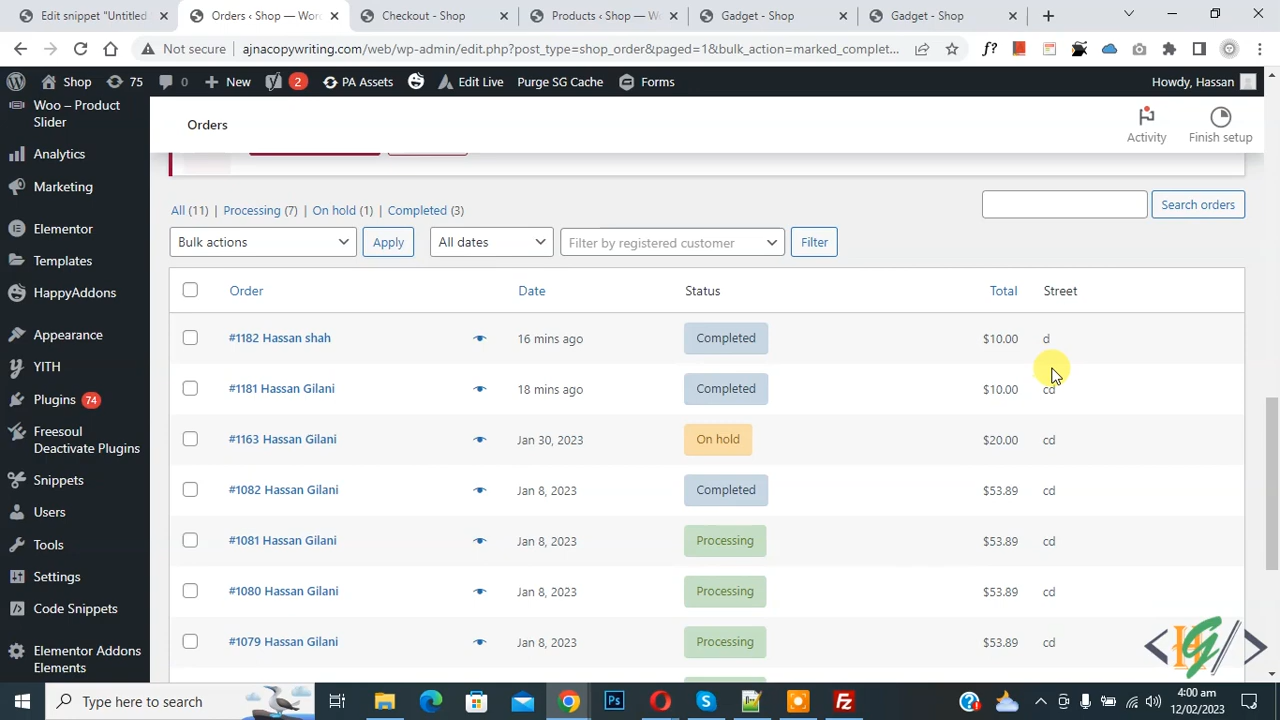 Edit snippet "Untitled
Orders ‹ Shop — Wor
Checkout - Shop
Products ‹ Shop — W
Gadget - Shop
Gadget - Shop
Not secure
ajnacopywriting.com/web/wp-admin/edit.php?post_type=shop_order&paged=1&bulk_action=marked_complet...
f?
Shop
75
0
New
2
PA Assets
Edit Live
Purge SG Cache
Forms
Howdy, Hassan
Woo – Product
Slider
Analytics
Marketing
Elementor
Templates
HappyAddons
Appearance
YITH
Plugins 74
Freesoul
Deactivate Plugins
Snippets
Users
Tools
Settings
Code Snippets
Elementor Addons
Elements
Orders
Activity
Finish setup
All (11) | Processing (7) | On hold (1) | Completed (3)
Search orders
Bulk actions
Apply
All dates
Filter by registered customer
Filter
Order Date Status Total Street
#1182 Hassan shah 16 mins ago Completed $10.00 d
#1181 Hassan Gilani 18 mins ago Completed $10.00 cd
#1163 Hassan Gilani Jan 30, 2023 On hold $20.00 cd
#1082 Hassan Gilani Jan 8, 2023 Completed $53.89 cd
#1081 Hassan Gilani Jan 8, 2023 Processing $53.89 cd
#1080 Hassan Gilani Jan 8, 2023 Processing $53.89 cd
#1079 Hassan Gilani Jan 8, 2023 Processing $53.89 cd
HG
Type here to search
Ps
4:00 am
12/02/2023